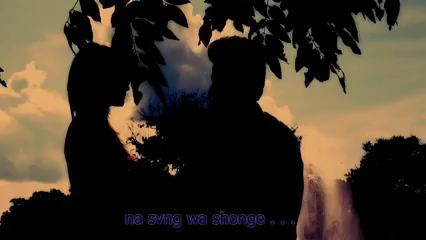 na svng wa shonge . . .